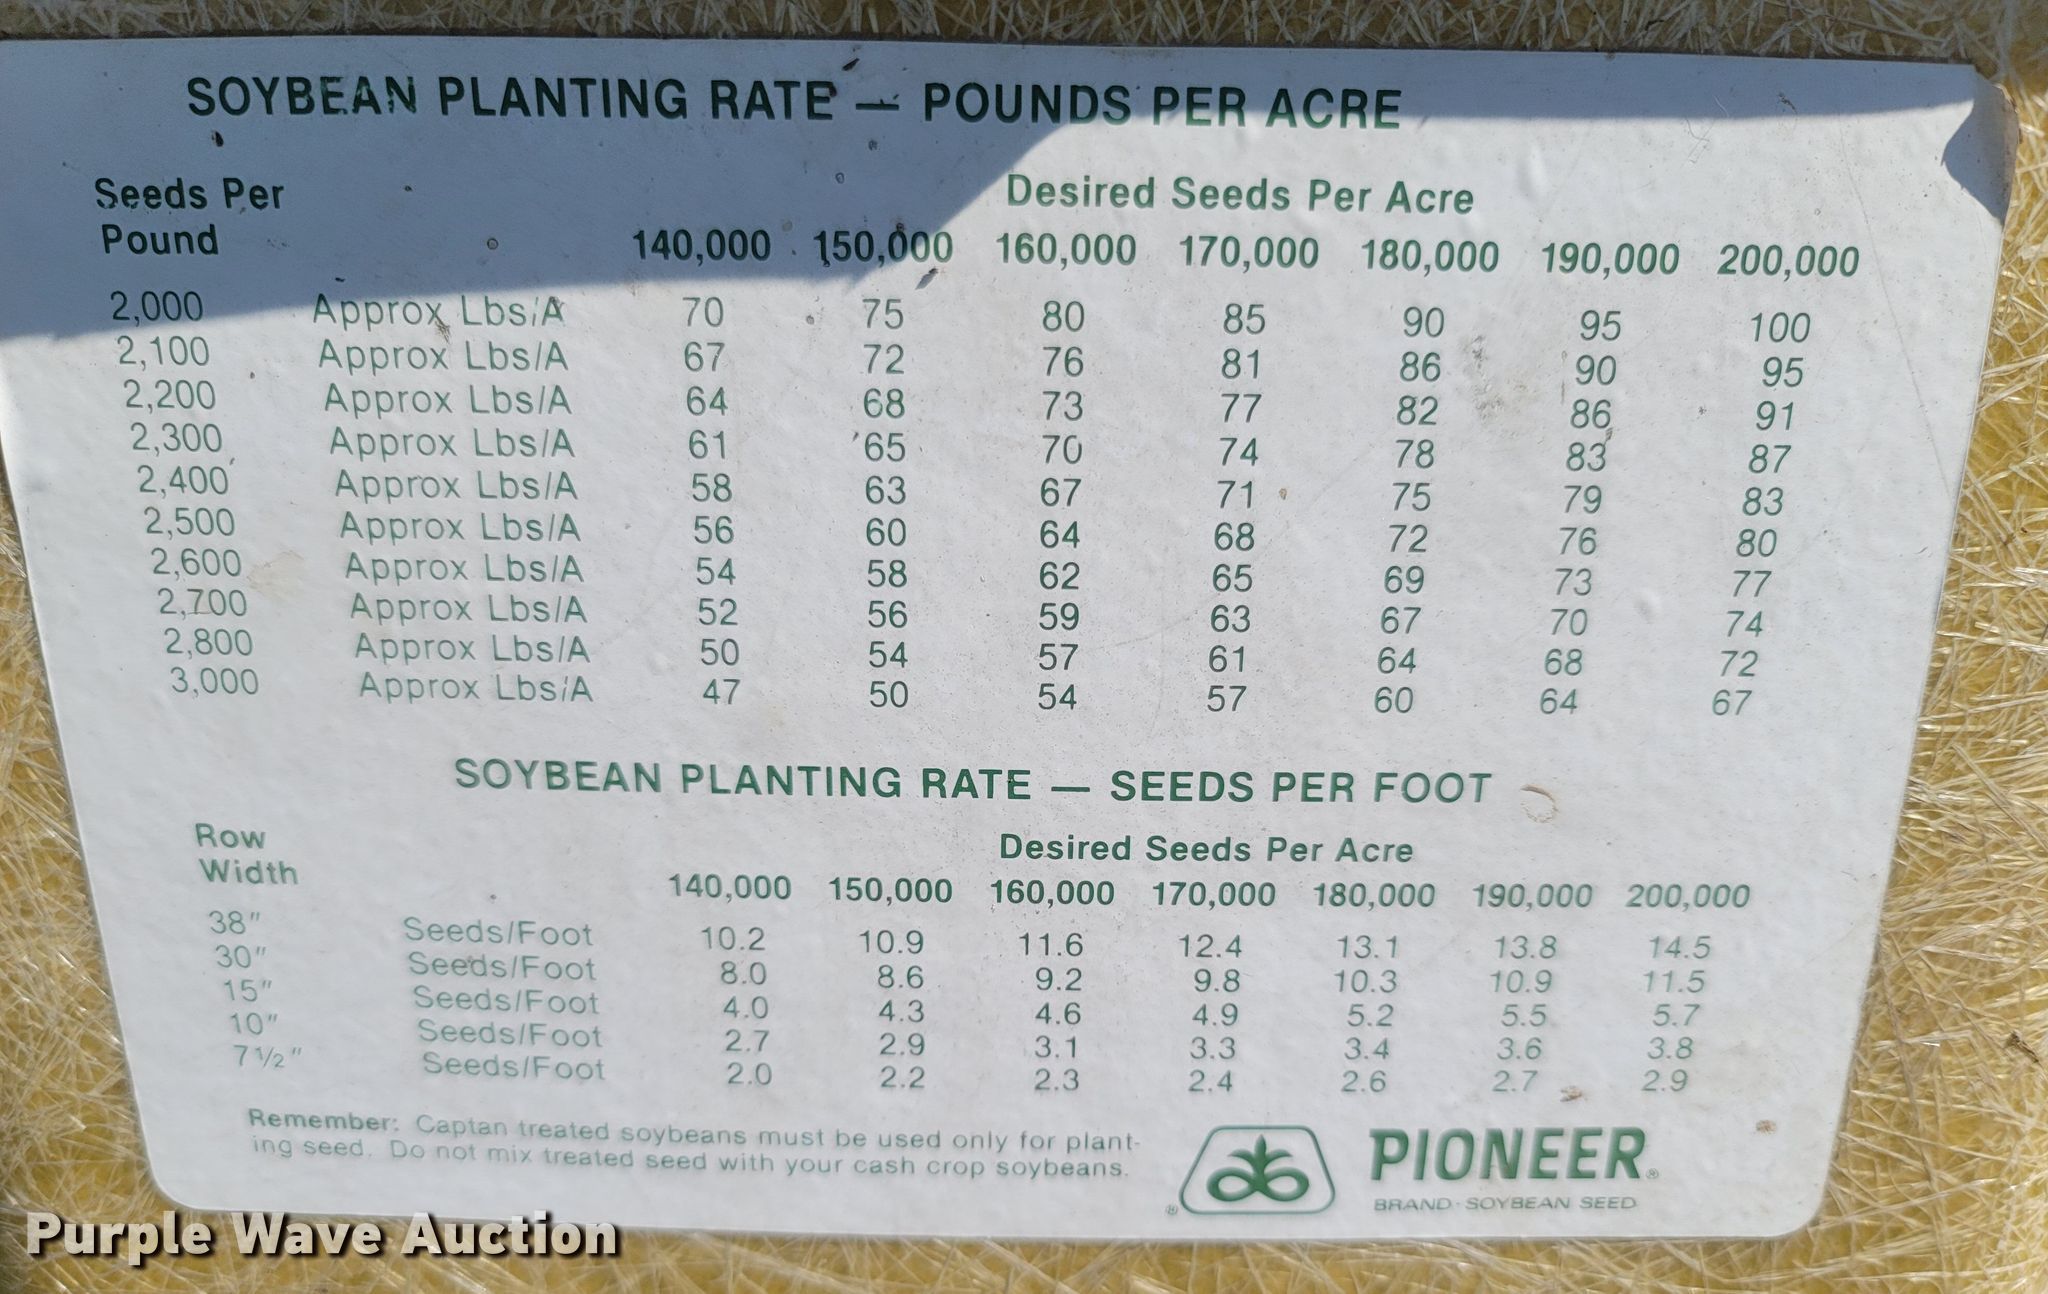 SOYBEAN PLANTING RATE — POUNDS PER ACRE
Seeds Per Pound Desired Seeds Per Acre
140,000 150,000 160,000 170,000 180,000 190,000 200,000
2,000 Approx Lbs/A 70 75 80 85 90 95 100
2,100 Approx Lbs/A 67 72 76 81 86 90 95
2,200 Approx Lbs/A 64 68 73 77 82 86 91
2,300 Approx Lbs/A 61 65 70 74 78 83 87
2,400 Approx Lbs/A 58 63 67 71 75 79 83
2,500 Approx Lbs/A 56 60 64 68 72 76 80
2,600 Approx Lbs/A 54 58 62 65 69 73 77
2,700 Approx Lbs/A 52 56 59 63 67 70 74
2,800 Approx Lbs/A 50 54 57 61 64 68 72
3,000 Approx Lbs/A 47 50 54 57 60 64 67
SOYBEAN PLANTING RATE — SEEDS PER FOOT
Row Width Desired Seeds Per Acre
140,000 150,000 160,000 170,000 180,000 190,000 200,000
38" Seeds/Foot 10.2 10.9 11.6 12.4 13.1 13.8 14.5
30" Seeds/Foot 8.0 8.6 9.2 9.8 10.3 10.9 11.5
15" Seeds/Foot 4.0 4.3 4.6 4.9 5.2 5.5 5.7
10" Seeds/Foot 2.7 2.9 3.1 3.3 3.4 3.6 3.8
7 1/2" Seeds/Foot 2.0 2.2 2.3 2.4 2.6 2.7 2.9
Remember: Captan treated soybeans must be used only for plant-
ing seed. Do not mix treated seed with your cash crop soybeans.
® PIONEER®
BRAND · SOYBEAN SEED
Purple Wave Auction